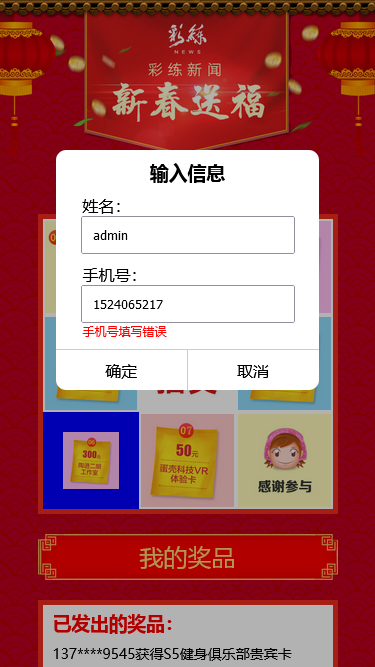 彩练
NEWS
彩练新闻
新春送福
输入信息
姓名：
admin
手机号：
1524065217
手机号填写错误
确定
取消
06
300元
陶进二胡
工作室
07
50元
蛋壳科技VR
体验卡
感谢参与
我的奖品
已发出的奖品：
137****9545获得S5健身俱乐部贵宾卡